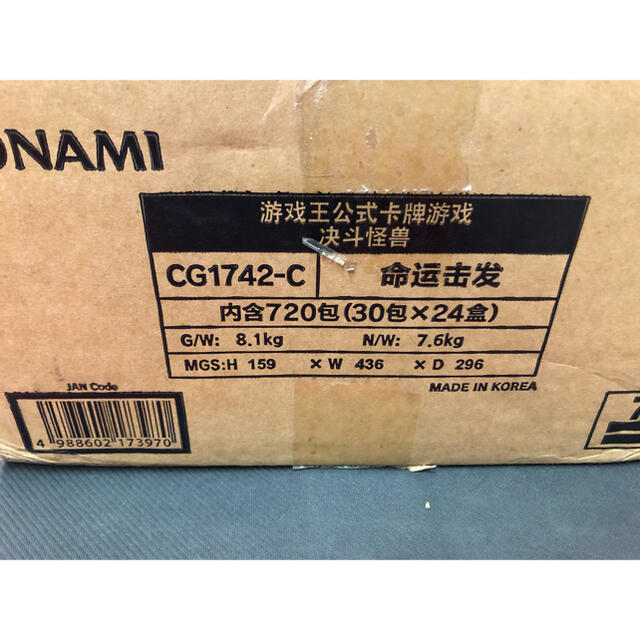 ONAMI
游戏王公式卡牌游戏
决斗怪兽
CG1742-C 命运击发
内含720包(30包×24盒)
G/W: 8.1kg N/W: 7.6kg
MGS:H 159 × W 436 × D 296
MADE IN KOREA
JAN Code
4 988602 173970